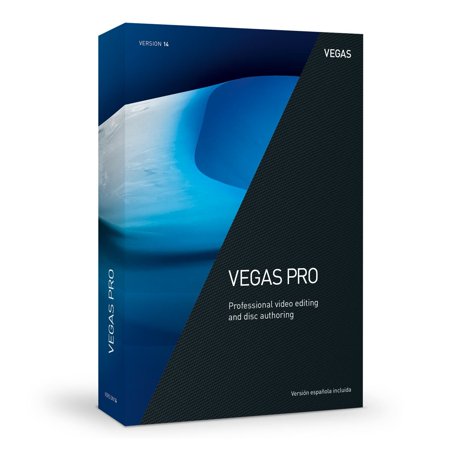 VERSION 14
VEGAS
VEGAS PRO
Professional video editing
and disc authoring
Versión española incluida
VEGAS PRO